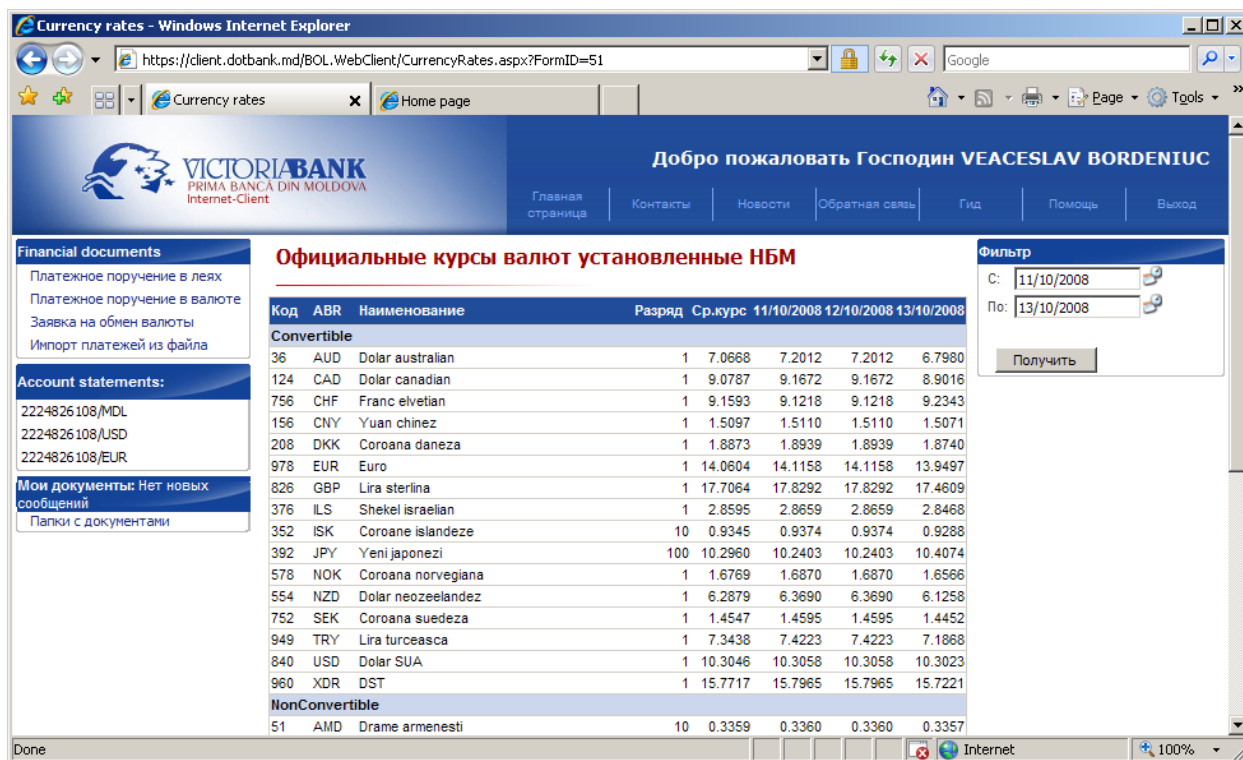 Currency rates - Windows Internet Explorer
https://client.dotbank.md/BOL.WebClient/CurrencyRates.aspx?FormID=51
Google
Currency rates
Home page
Page
Tools
VICTORIABANK
PRIMA BANCĂ DIN MOLDOVA
Internet-Client
Добро пожаловать Господин VEACESLAV BORDENIUC
Главная страница Контакты Новости Обратная связь Гид Помощь Выход
Financial documents
Платежное поручение в леях
Платежное поручение в валюте
Заявка на обмен валюты
Импорт платежей из файла
Account statements:
2224826108/MDL
2224826108/USD
2224826108/EUR
Мои документы: Нет новых
сообщений
Папки с документами
Официальные курсы валют установленные НБМ
Код ABR Наименование Разряд Ср.курс 11/10/2008 12/10/2008 13/10/2008
Convertible
36 AUD Dolar australian 1 7.0668 7.2012 7.2012 6.7980
124 CAD Dolar canadian 1 9.0787 9.1672 9.1672 8.9016
756 CHF Franc elvetian 1 9.1593 9.1218 9.1218 9.2343
156 CNY Yuan chinez 1 1.5097 1.5110 1.5110 1.5071
208 DKK Coroana daneza 1 1.8873 1.8939 1.8939 1.8740
978 EUR Euro 1 14.0604 14.1158 14.1158 13.9497
826 GBP Lira sterlina 1 17.7064 17.8292 17.8292 17.4609
376 ILS Shekel israelian 1 2.8595 2.8659 2.8659 2.8468
352 ISK Coroane islandeze 10 0.9345 0.9374 0.9374 0.9288
392 JPY Yeni japonezi 100 10.2960 10.2403 10.2403 10.4074
578 NOK Coroana norvegiana 1 1.6769 1.6870 1.6870 1.6566
554 NZD Dolar neozeelandez 1 6.2879 6.3690 6.3690 6.1258
752 SEK Coroana suedeza 1 1.4547 1.4595 1.4595 1.4452
949 TRY Lira turceasca 1 7.3438 7.4223 7.4223 7.1868
840 USD Dolar SUA 1 10.3046 10.3058 10.3058 10.3023
960 XDR DST 1 15.7717 15.7965 15.7965 15.7221
NonConvertible
51 AMD Drame armenesti 10 0.3359 0.3360 0.3360 0.3357
Фильтр
С: 11/10/2008
По: 13/10/2008
Получить
Done
Internet
100%